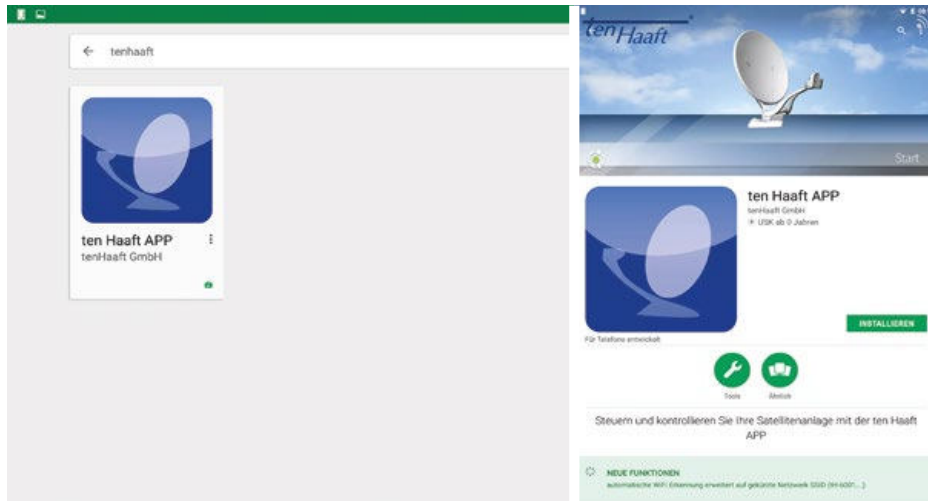 tenhaaft
ten Haaft APP
tenHaaft GmbH
ten Haaft
Start
ten Haaft APP
tenHaaft GmbH
USK ab 0 Jahren
INSTALLIEREN
Für Telefone entwickelt
Tools
Ähnlich
Steuern und kontrollieren Sie Ihre Satellitenanlage mit der ten Haaft
APP
NEUE FUNKTIONEN
automatische WiFi Erkennung erweitert auf gekürzte Netzwerk SSID